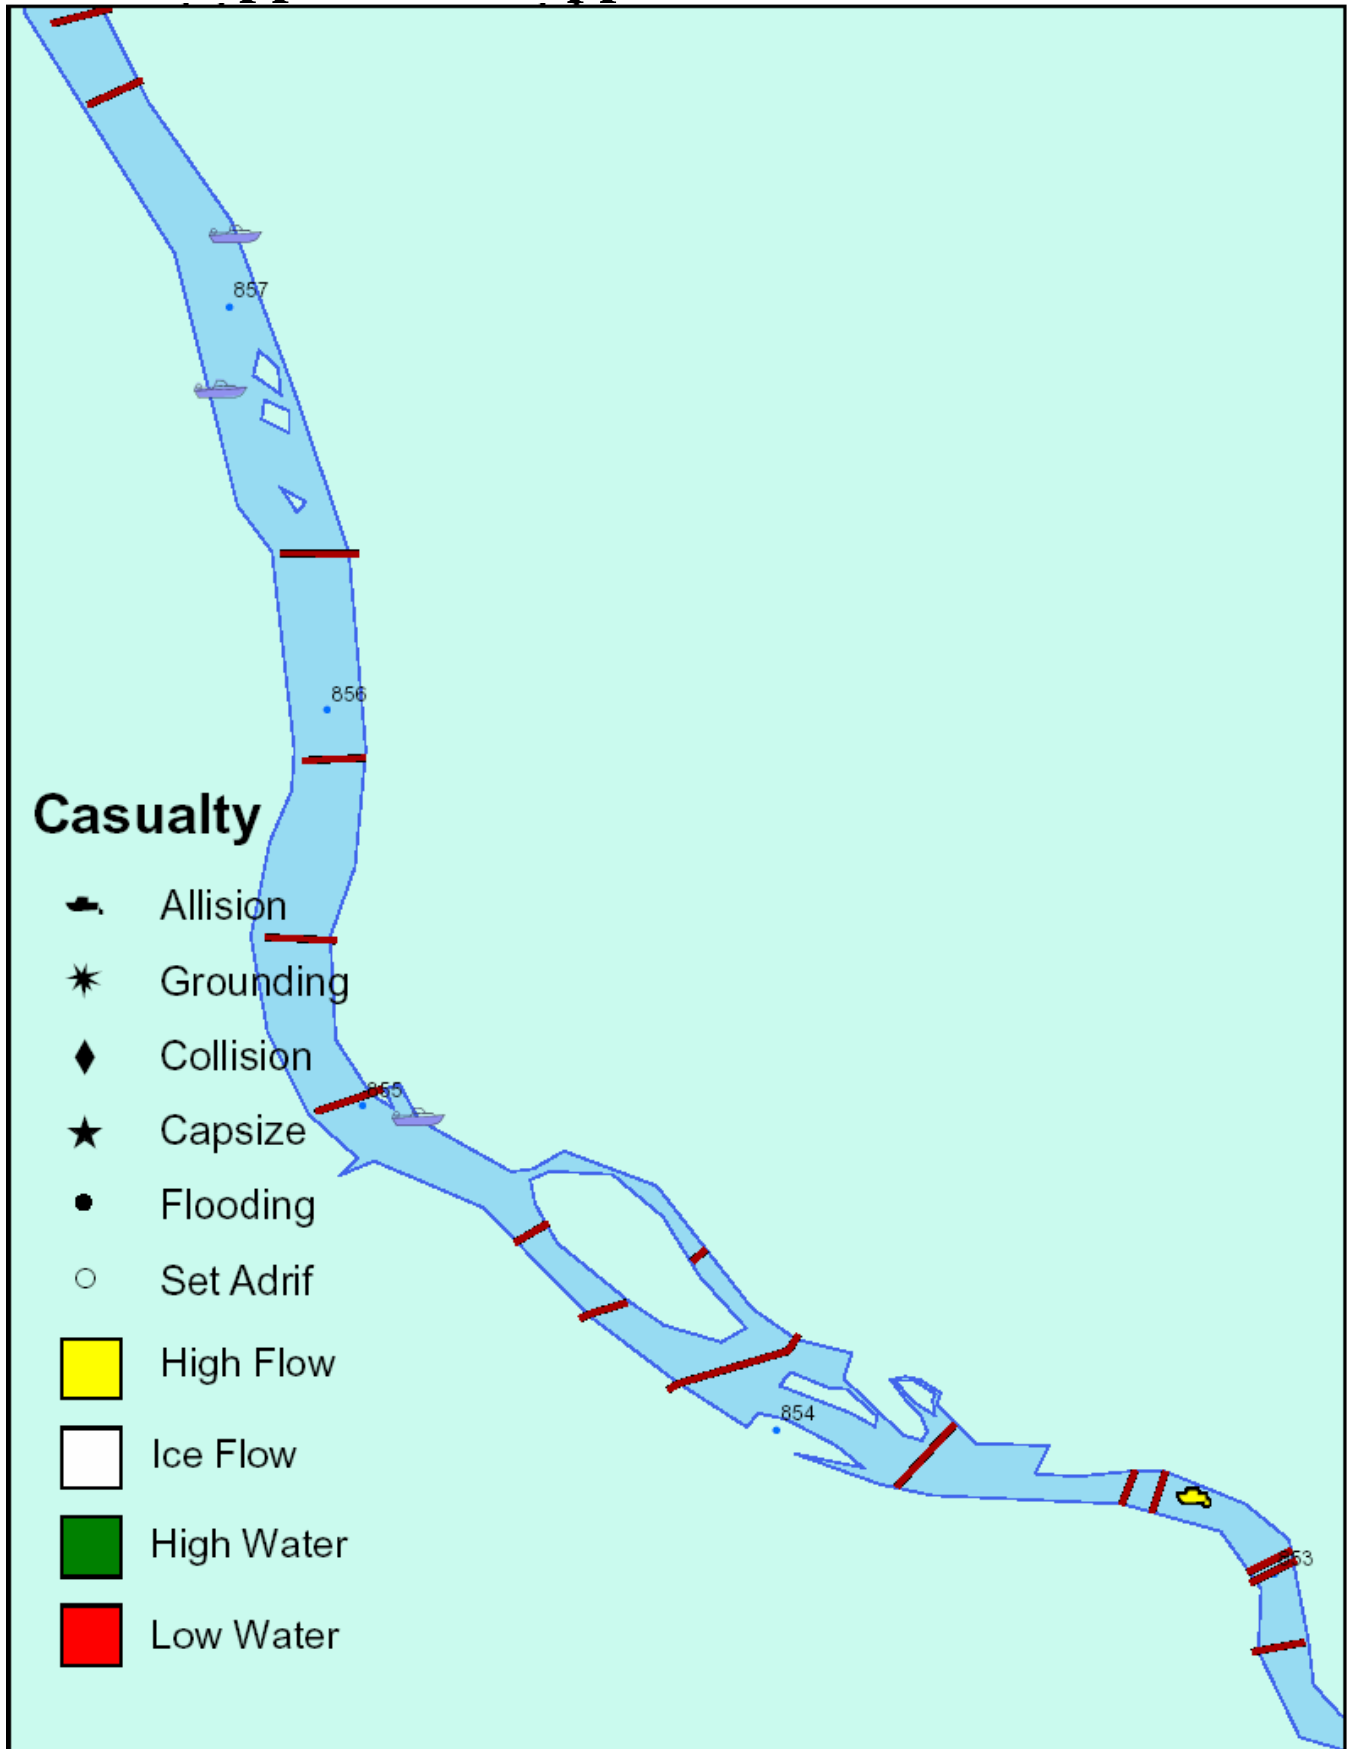 857
856
Casualty
Allision
Grounding
Collision
855
Capsize
Flooding
Set Adrif
High Flow
854
Ice Flow
High Water
53
Low Water